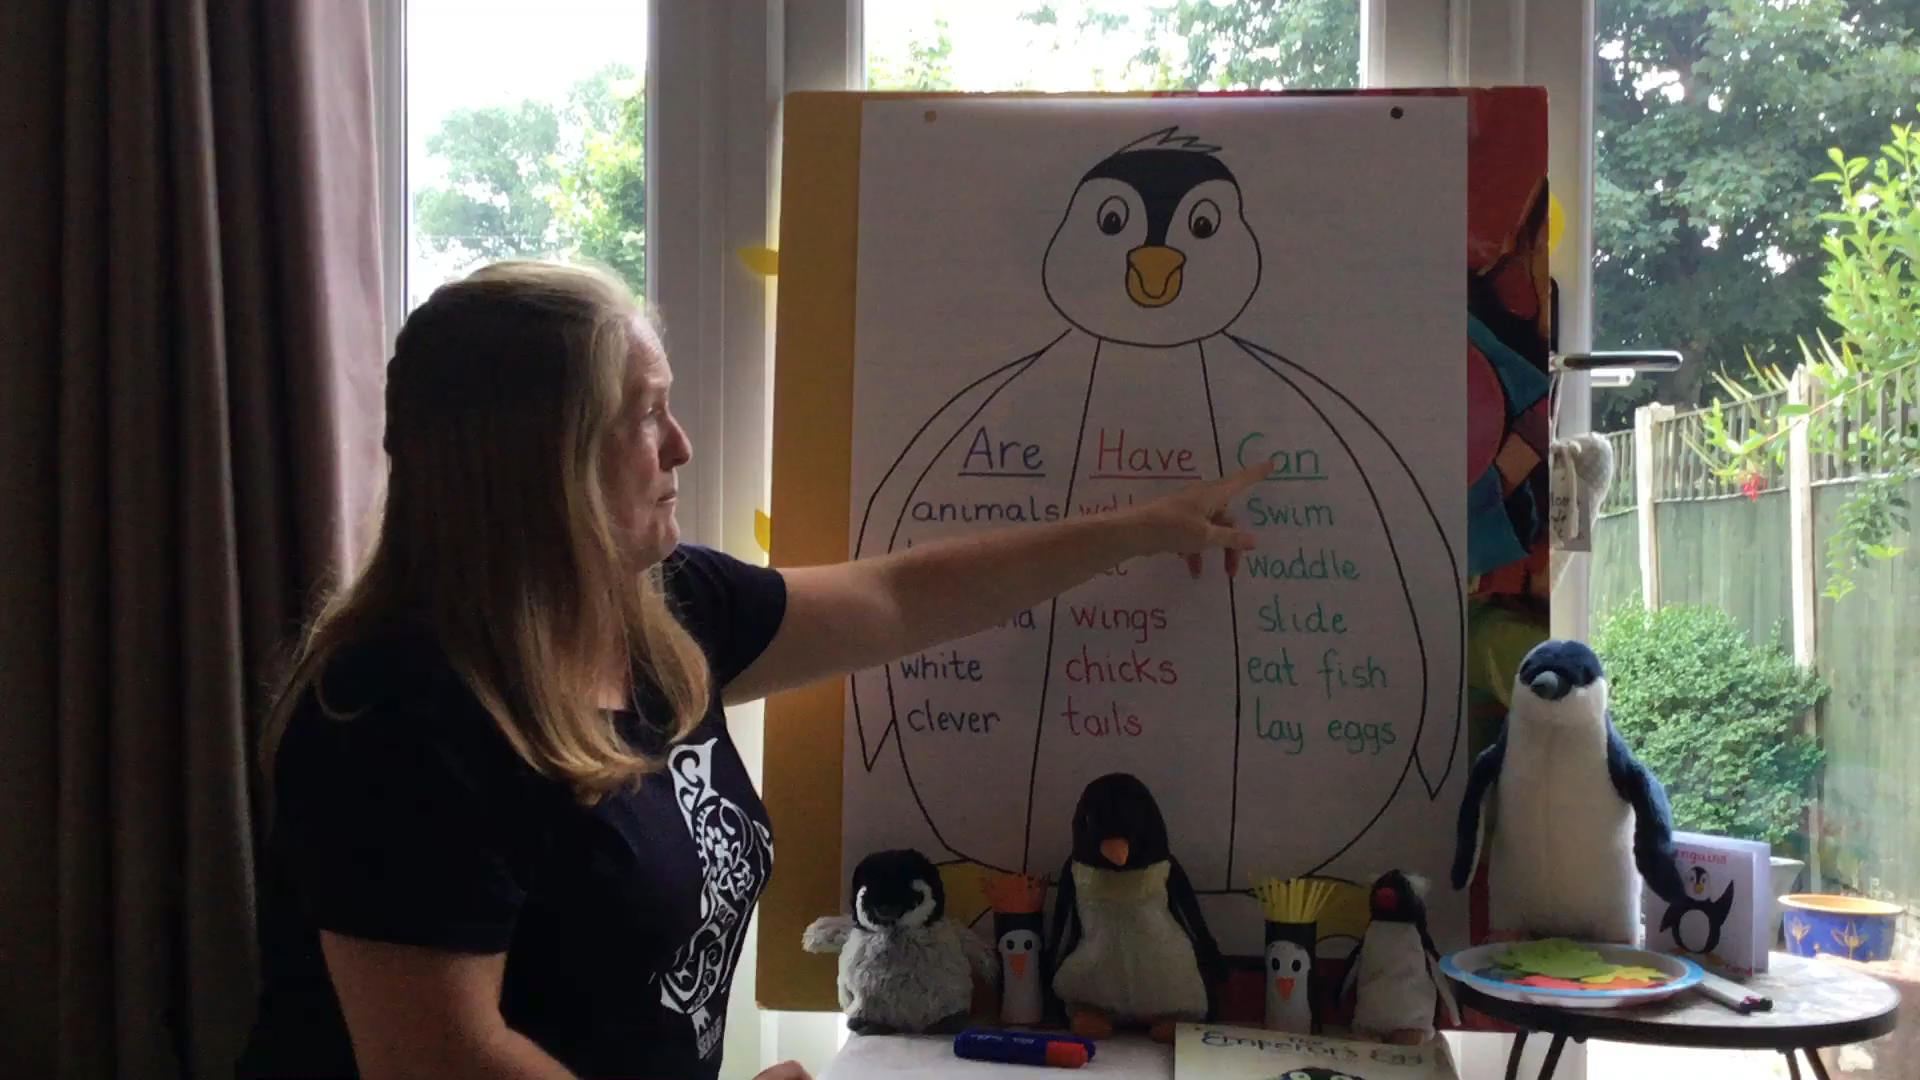 Are Have Can
animals
Swim
waddle
wings
slide
white
chicks
eat fish
clever
tails
lay eggs
The
Emperor's Egg